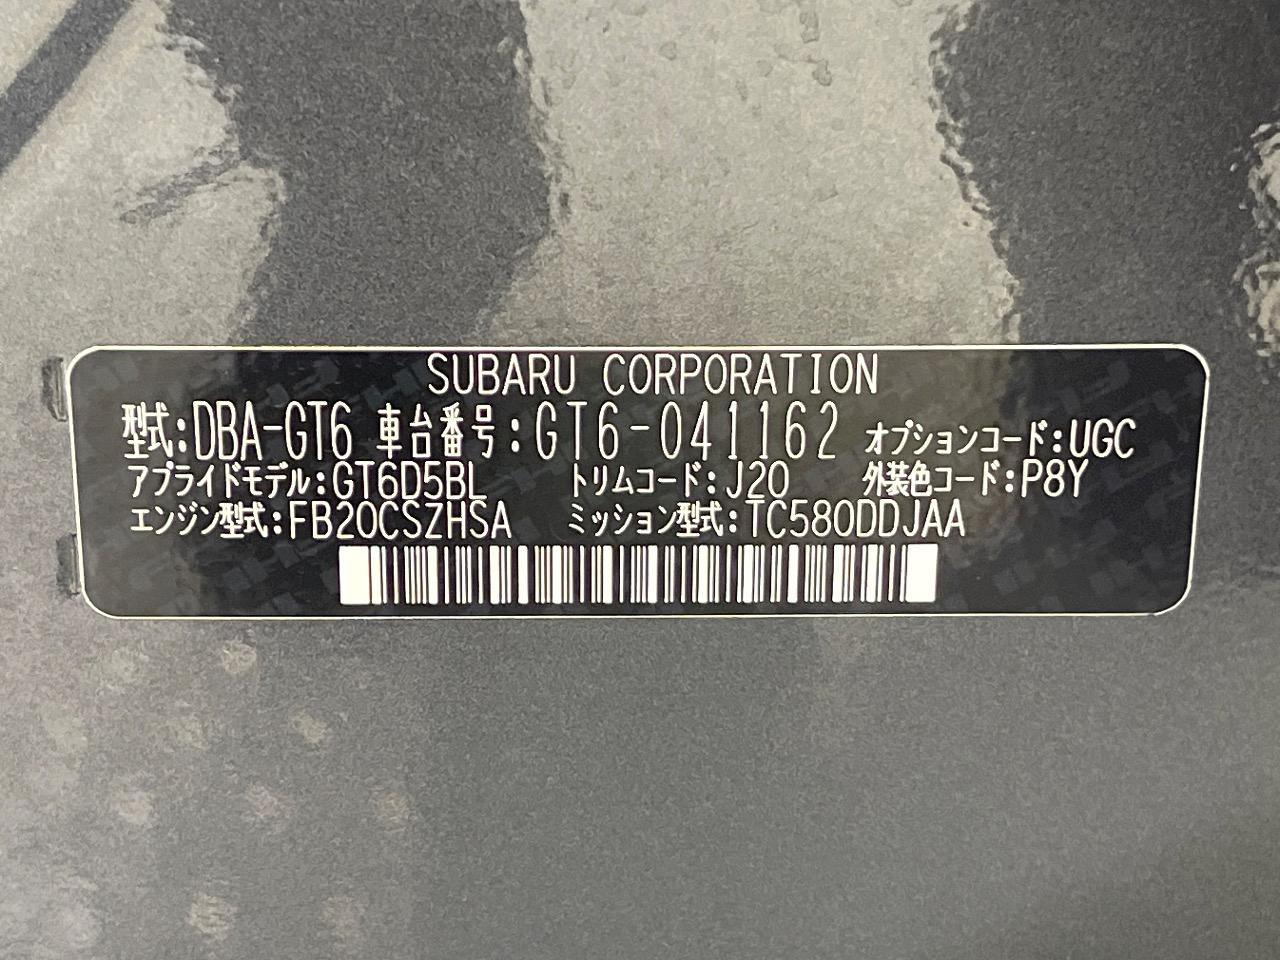 SUBARU CORPORATION
型式:DBA-GT6 車台番号:GT6-041162 オプションコード:UGC
アプライドモデル:GT6D5BL トリムコード:J20 外装色コード:P8Y
エンジン型式:FB20CSZHSA ミッション型式:TC580DDJAA